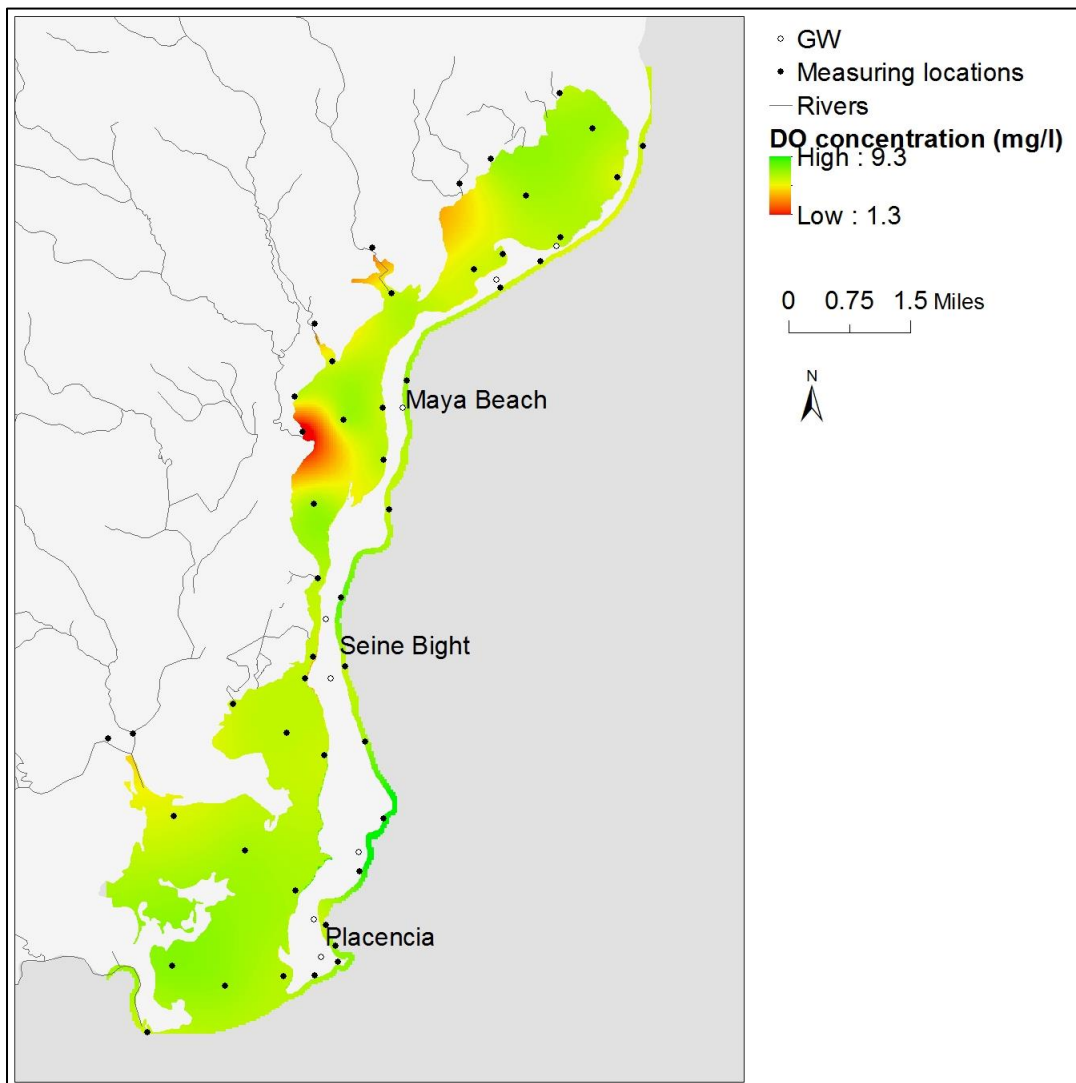 GW
Measuring locations
Rivers
DO concentration (mg/l)
High : 9.3
Low : 1.3
0 0.75 1.5 Miles
N
Maya Beach
Seine Bight
Placencia